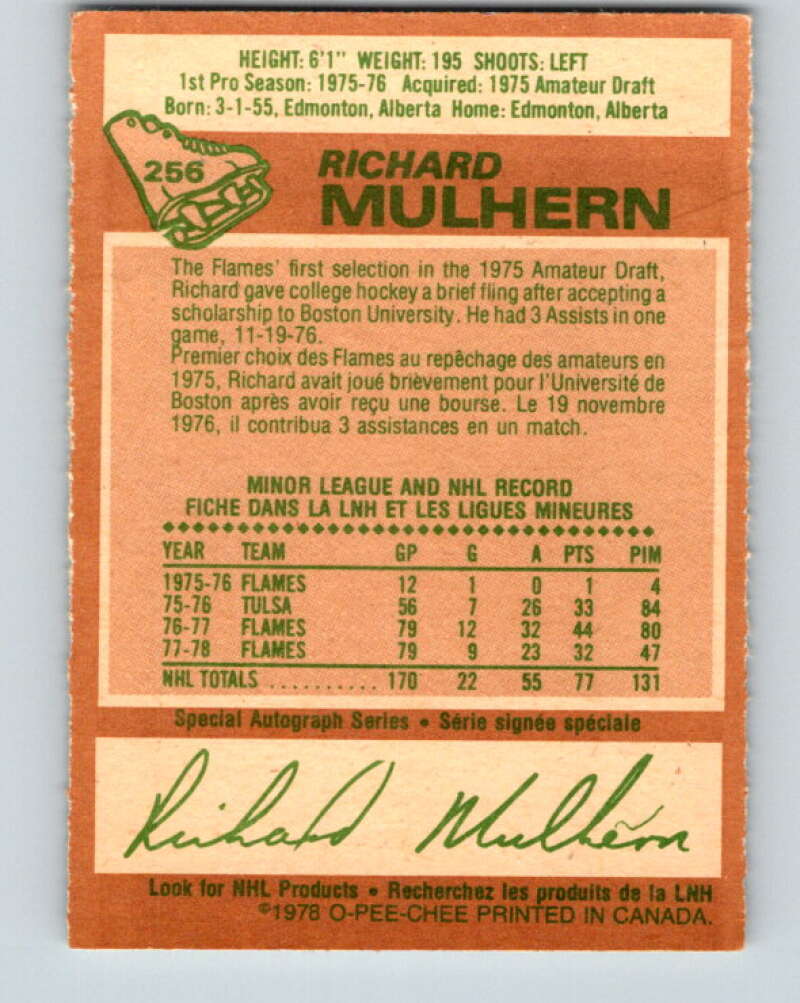 HEIGHT: 6'1" WEIGHT: 195 SHOOTS: LEFT
1st Pro Season: 1975-76 Acquired: 1975 Amateur Draft
Born: 3-1-55, Edmonton, Alberta Home: Edmonton, Alberta
256
RICHARD
MULHERN
The Flames' first selection in the 1975 Amateur Draft,
Richard gave college hockey a brief fling after accepting a
scholarship to Boston University. He had 3 Assists in one
game, 11-19-76.
Premier choix des Flames au repêchage des amateurs en
1975, Richard avait joué brièvement pour l'Université de
Boston après avoir reçu une bourse. Le 19 novembre
1976, il contribua 3 assistances en un match.
MINOR LEAGUE AND NHL RECORD
FICHE DANS LA LNH ET LES LIGUES MINEURES
YEAR TEAM GP G A PTS PIM
1975-76 FLAMES 12 1 0 1 4
75-76 TULSA 56 7 26 33 84
76-77 FLAMES 79 12 32 44 80
77-78 FLAMES 79 9 23 32 47
NHL TOTALS .......... 170 22 55 77 131
Special Autograph Series • Série signée spéciale
Richard Mulhern
Look for NHL Products • Recherchez les produits de la LNH
©1978 O-PEE-CHEE PRINTED IN CANADA.